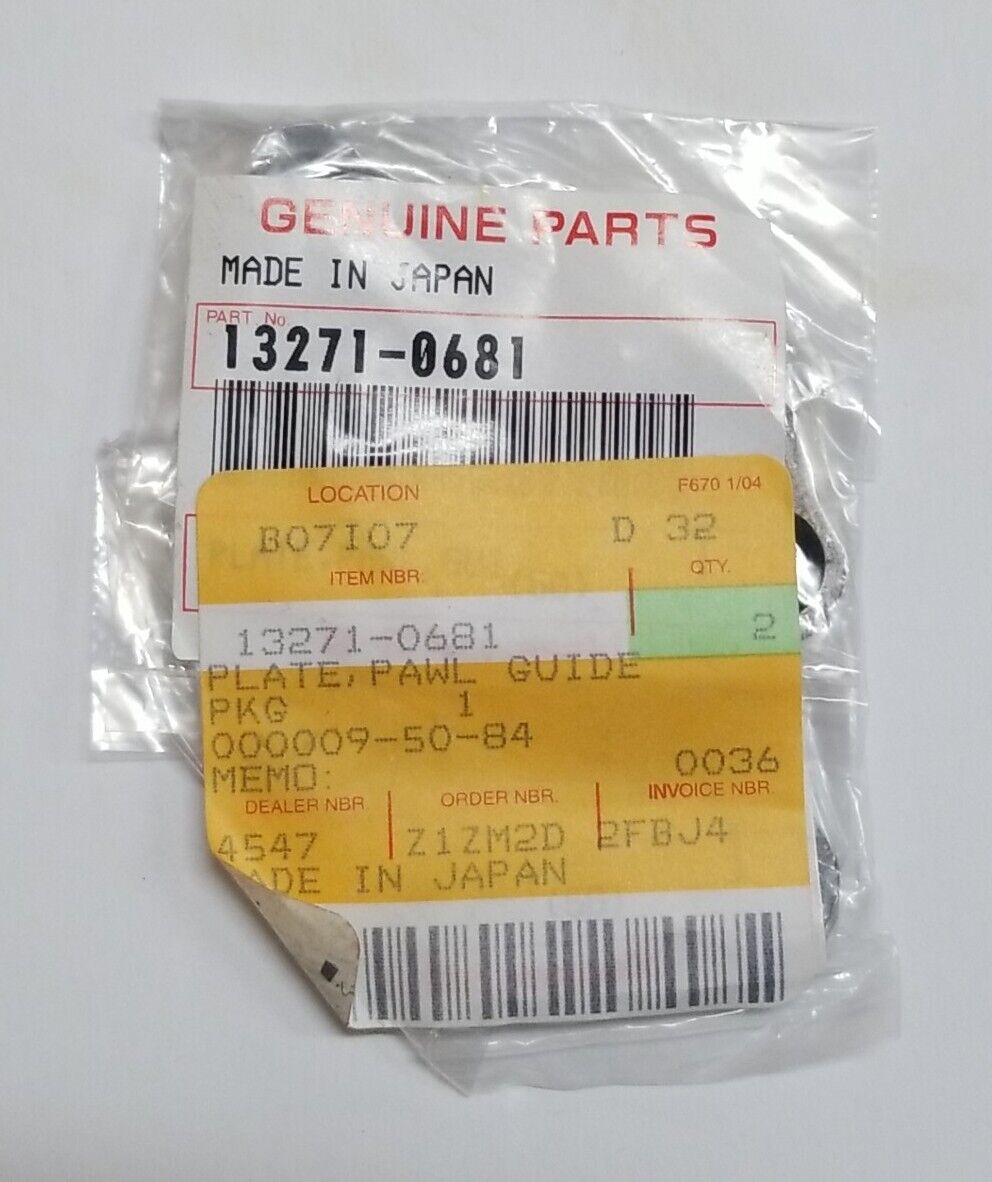 GENUINE PARTS
MADE IN JAPAN
PART No.
13271-0681
LOCATION F670 1/04
B07I07 D 32
ITEM NBR. QTY.
13271-0681 2
PLATE, PAWL GUIDE
PKG 1
000009-50-84
MEMO: 0036
DEALER NBR. ORDER NBR. INVOICE NBR.
4547 Z1ZM2D 2FBJ4
ADE IN JAPAN